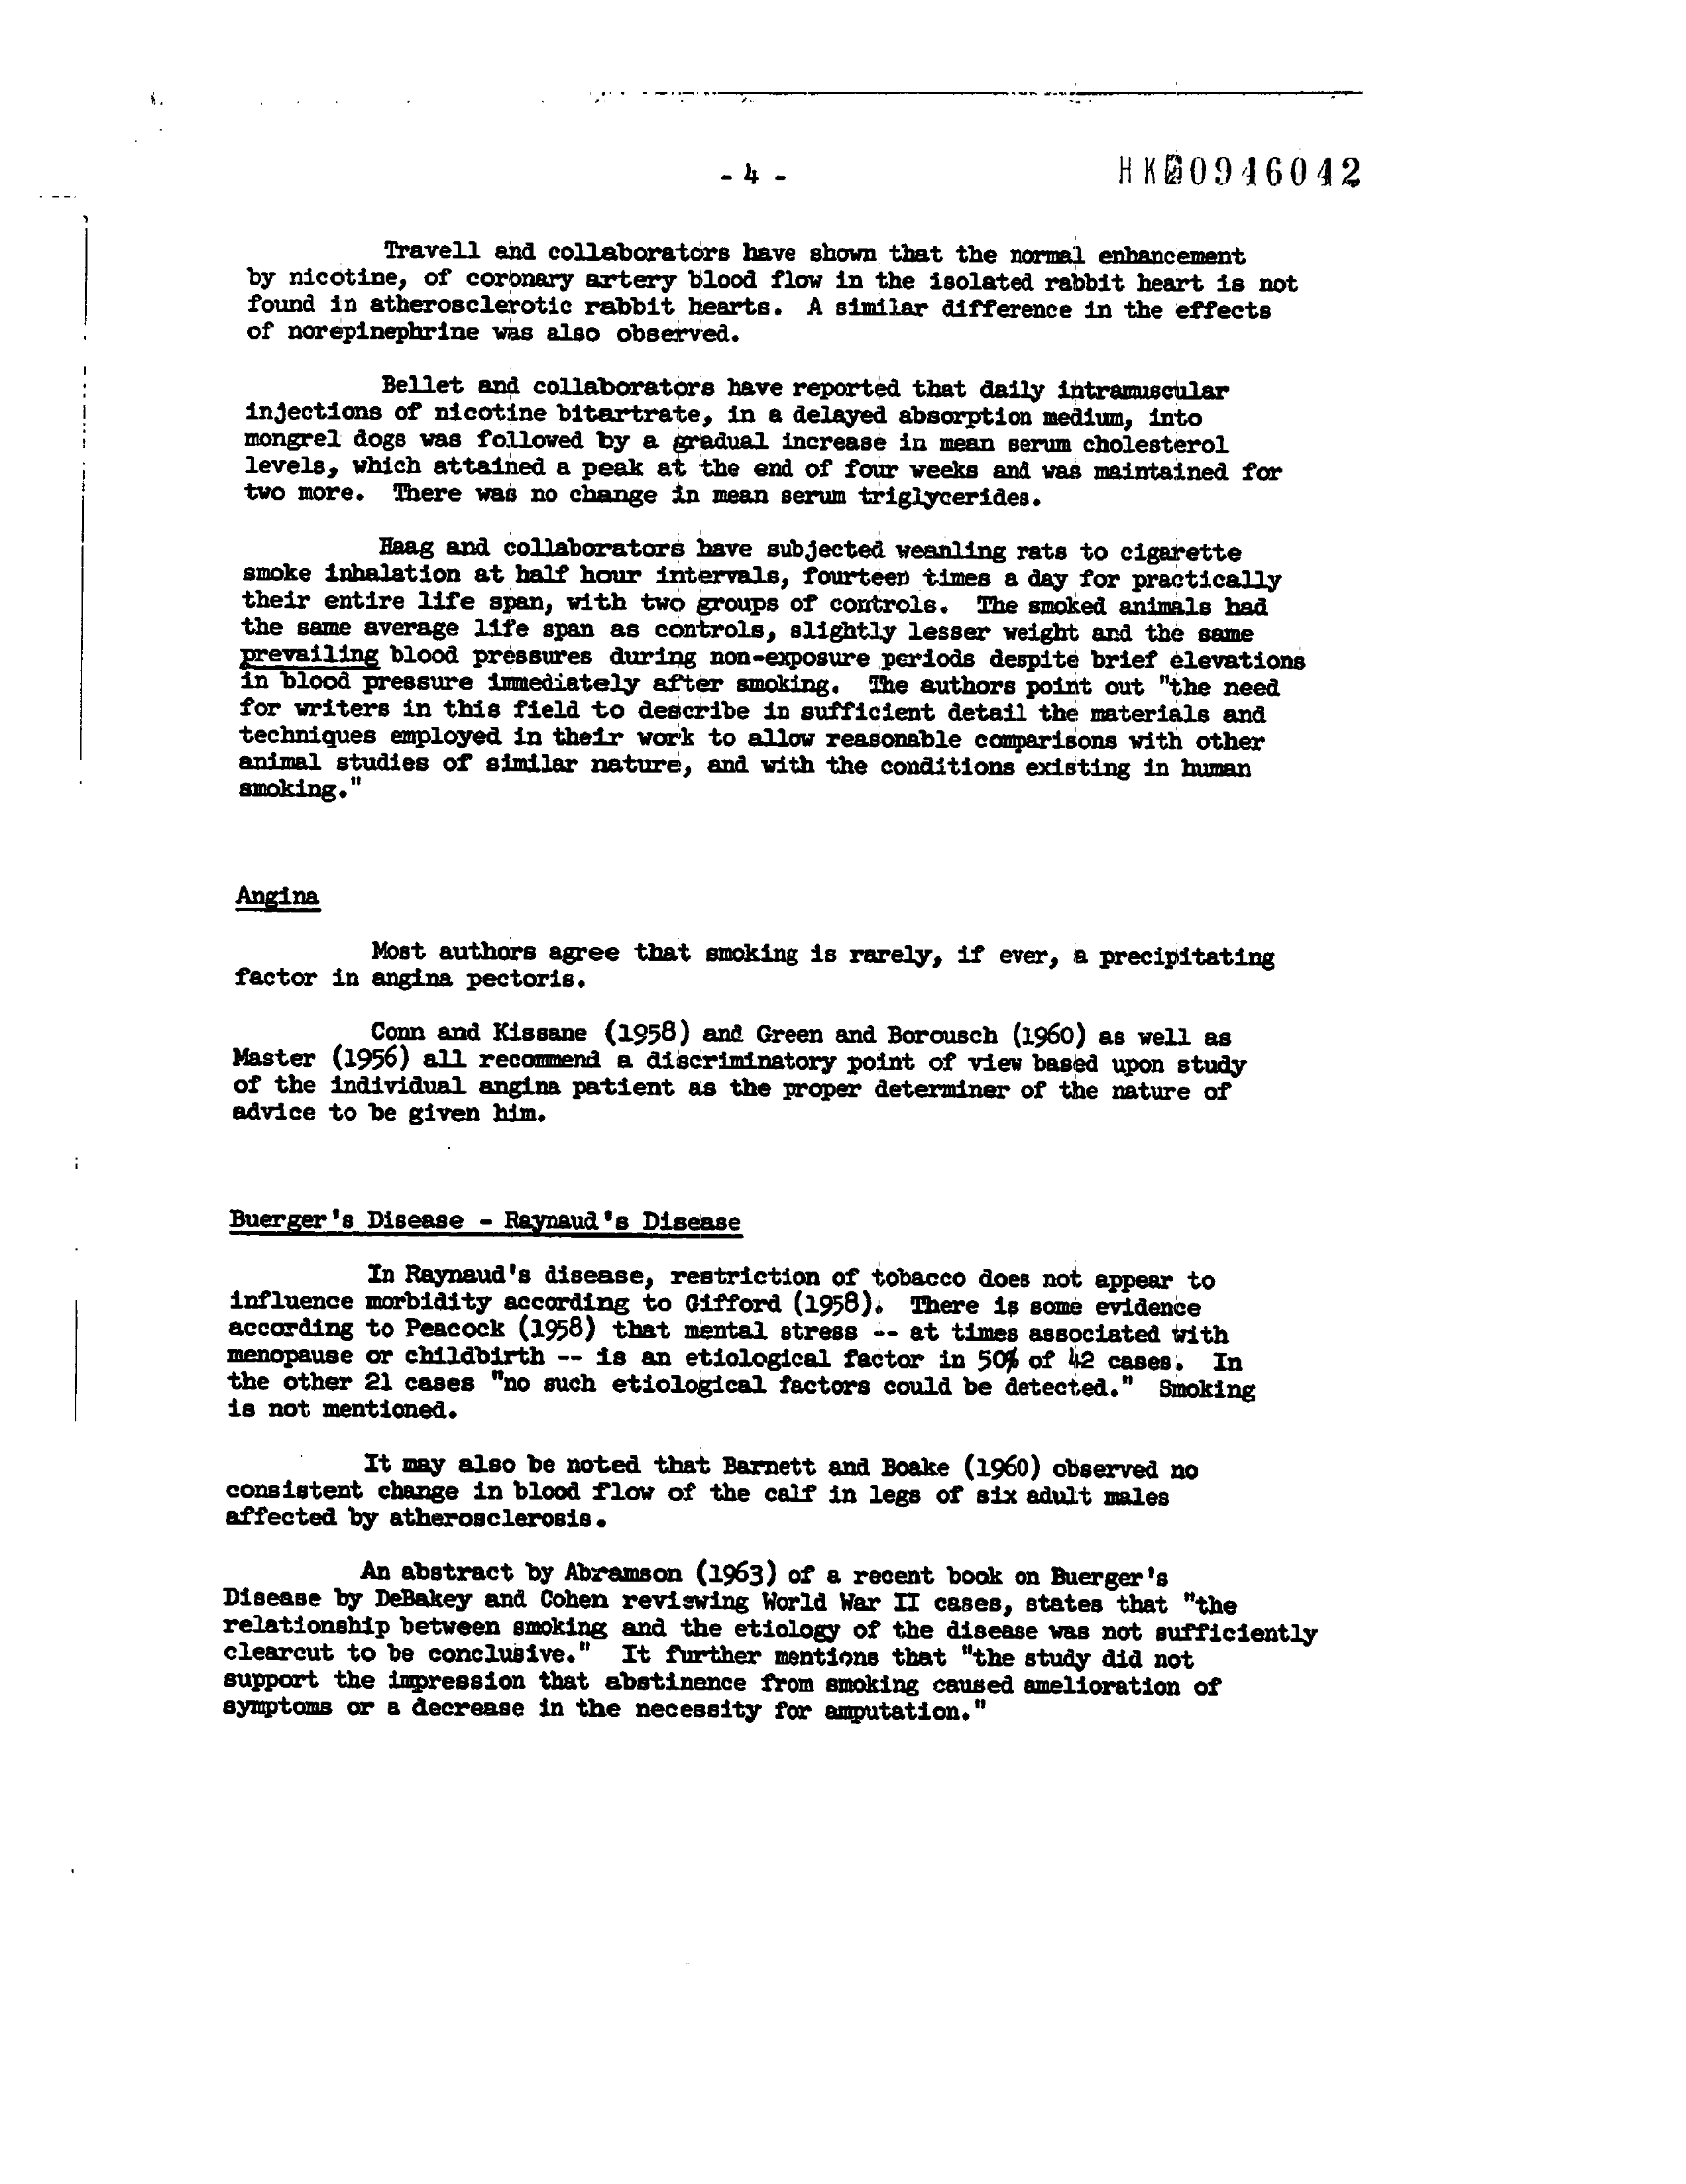 - 4 -
HK00946042
Travell and collaborators have shown that the normal enhancement
by nicotine, of coronary artery blood flow in the isolated rabbit heart is not
found in atherosclerotic rabbit hearts. A similar difference in the effects
of norepinephrine was also observed.
Bellet and collaborators have reported that daily intramuscular
injections of nicotine bitartrate, in a delayed absorption medium, into
mongrel dogs was followed by a gradual increase in mean serum cholesterol
levels, which attained a peak at the end of four weeks and was maintained for
two more. There was no change in mean serum triglycerides.
Haag and collaborators have subjected weanling rats to cigarette
smoke inhalation at half hour intervals, fourteen times a day for practically
their entire life span, with two groups of controls. The smoked animals had
the same average life span as controls, slightly lesser weight and the same
prevailing blood pressures during non-exposure periods despite brief elevations
in blood pressure immediately after smoking. The authors point out "the need
for writers in this field to describe in sufficient detail the materials and
techniques employed in their work to allow reasonable comparisons with other
animal studies of similar nature, and with the conditions existing in human
smoking."
Angina
Most authors agree that smoking is rarely, if ever, a precipitating
factor in angina pectoris.
Conn and Kissane (1958) and Green and Borousch (1960) as well as
Master (1956) all recommend a discriminatory point of view based upon study
of the individual angina patient as the proper determiner of the nature of
advice to be given him.
Buerger's Disease - Raynaud's Disease
In Raynaud's disease, restriction of tobacco does not appear to
influence morbidity according to Gifford (1958). There is some evidence
according to Peacock (1958) that mental stress -- at times associated with
menopause or childbirth -- is an etiological factor in 50% of 42 cases. In
the other 21 cases "no such etiological factors could be detected." Smoking
is not mentioned.
It may also be noted that Barnett and Boake (1960) observed no
consistent change in blood flow of the calf in legs of six adult males
affected by atherosclerosis.
An abstract by Abramson (1963) of a recent book on Buerger's
Disease by DeBakey and Cohen reviewing World War II cases, states that "the
relationship between smoking and the etiology of the disease was not sufficiently
clearcut to be conclusive." It further mentions that "the study did not
support the impression that abstinence from smoking caused amelioration of
symptoms or a decrease in the necessity for amputation."